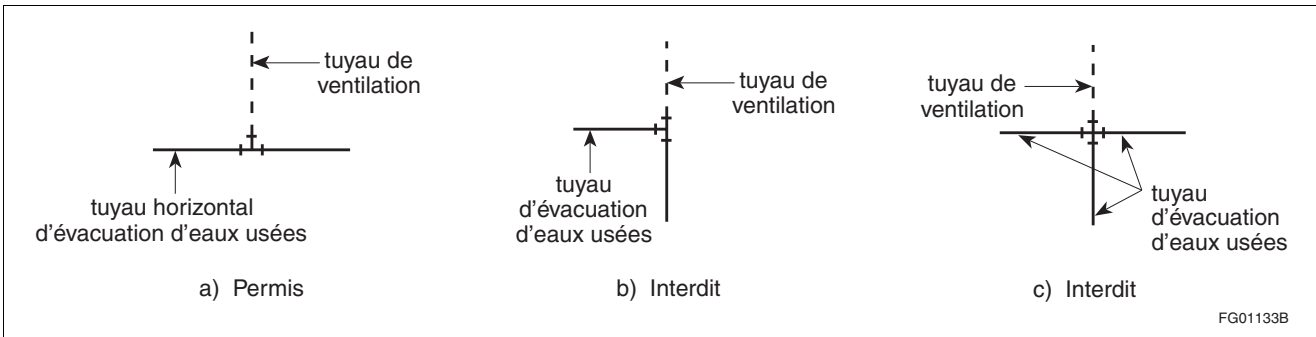 tuyau de
ventilation
tuyau horizontal
d'évacuation d'eaux usées
a) Permis
tuyau de
ventilation
tuyau
d'évacuation
d'eaux usées
b) Interdit
tuyau de
ventilation
tuyau
d'évacuation
d'eaux usées
c) Interdit
FG01133B